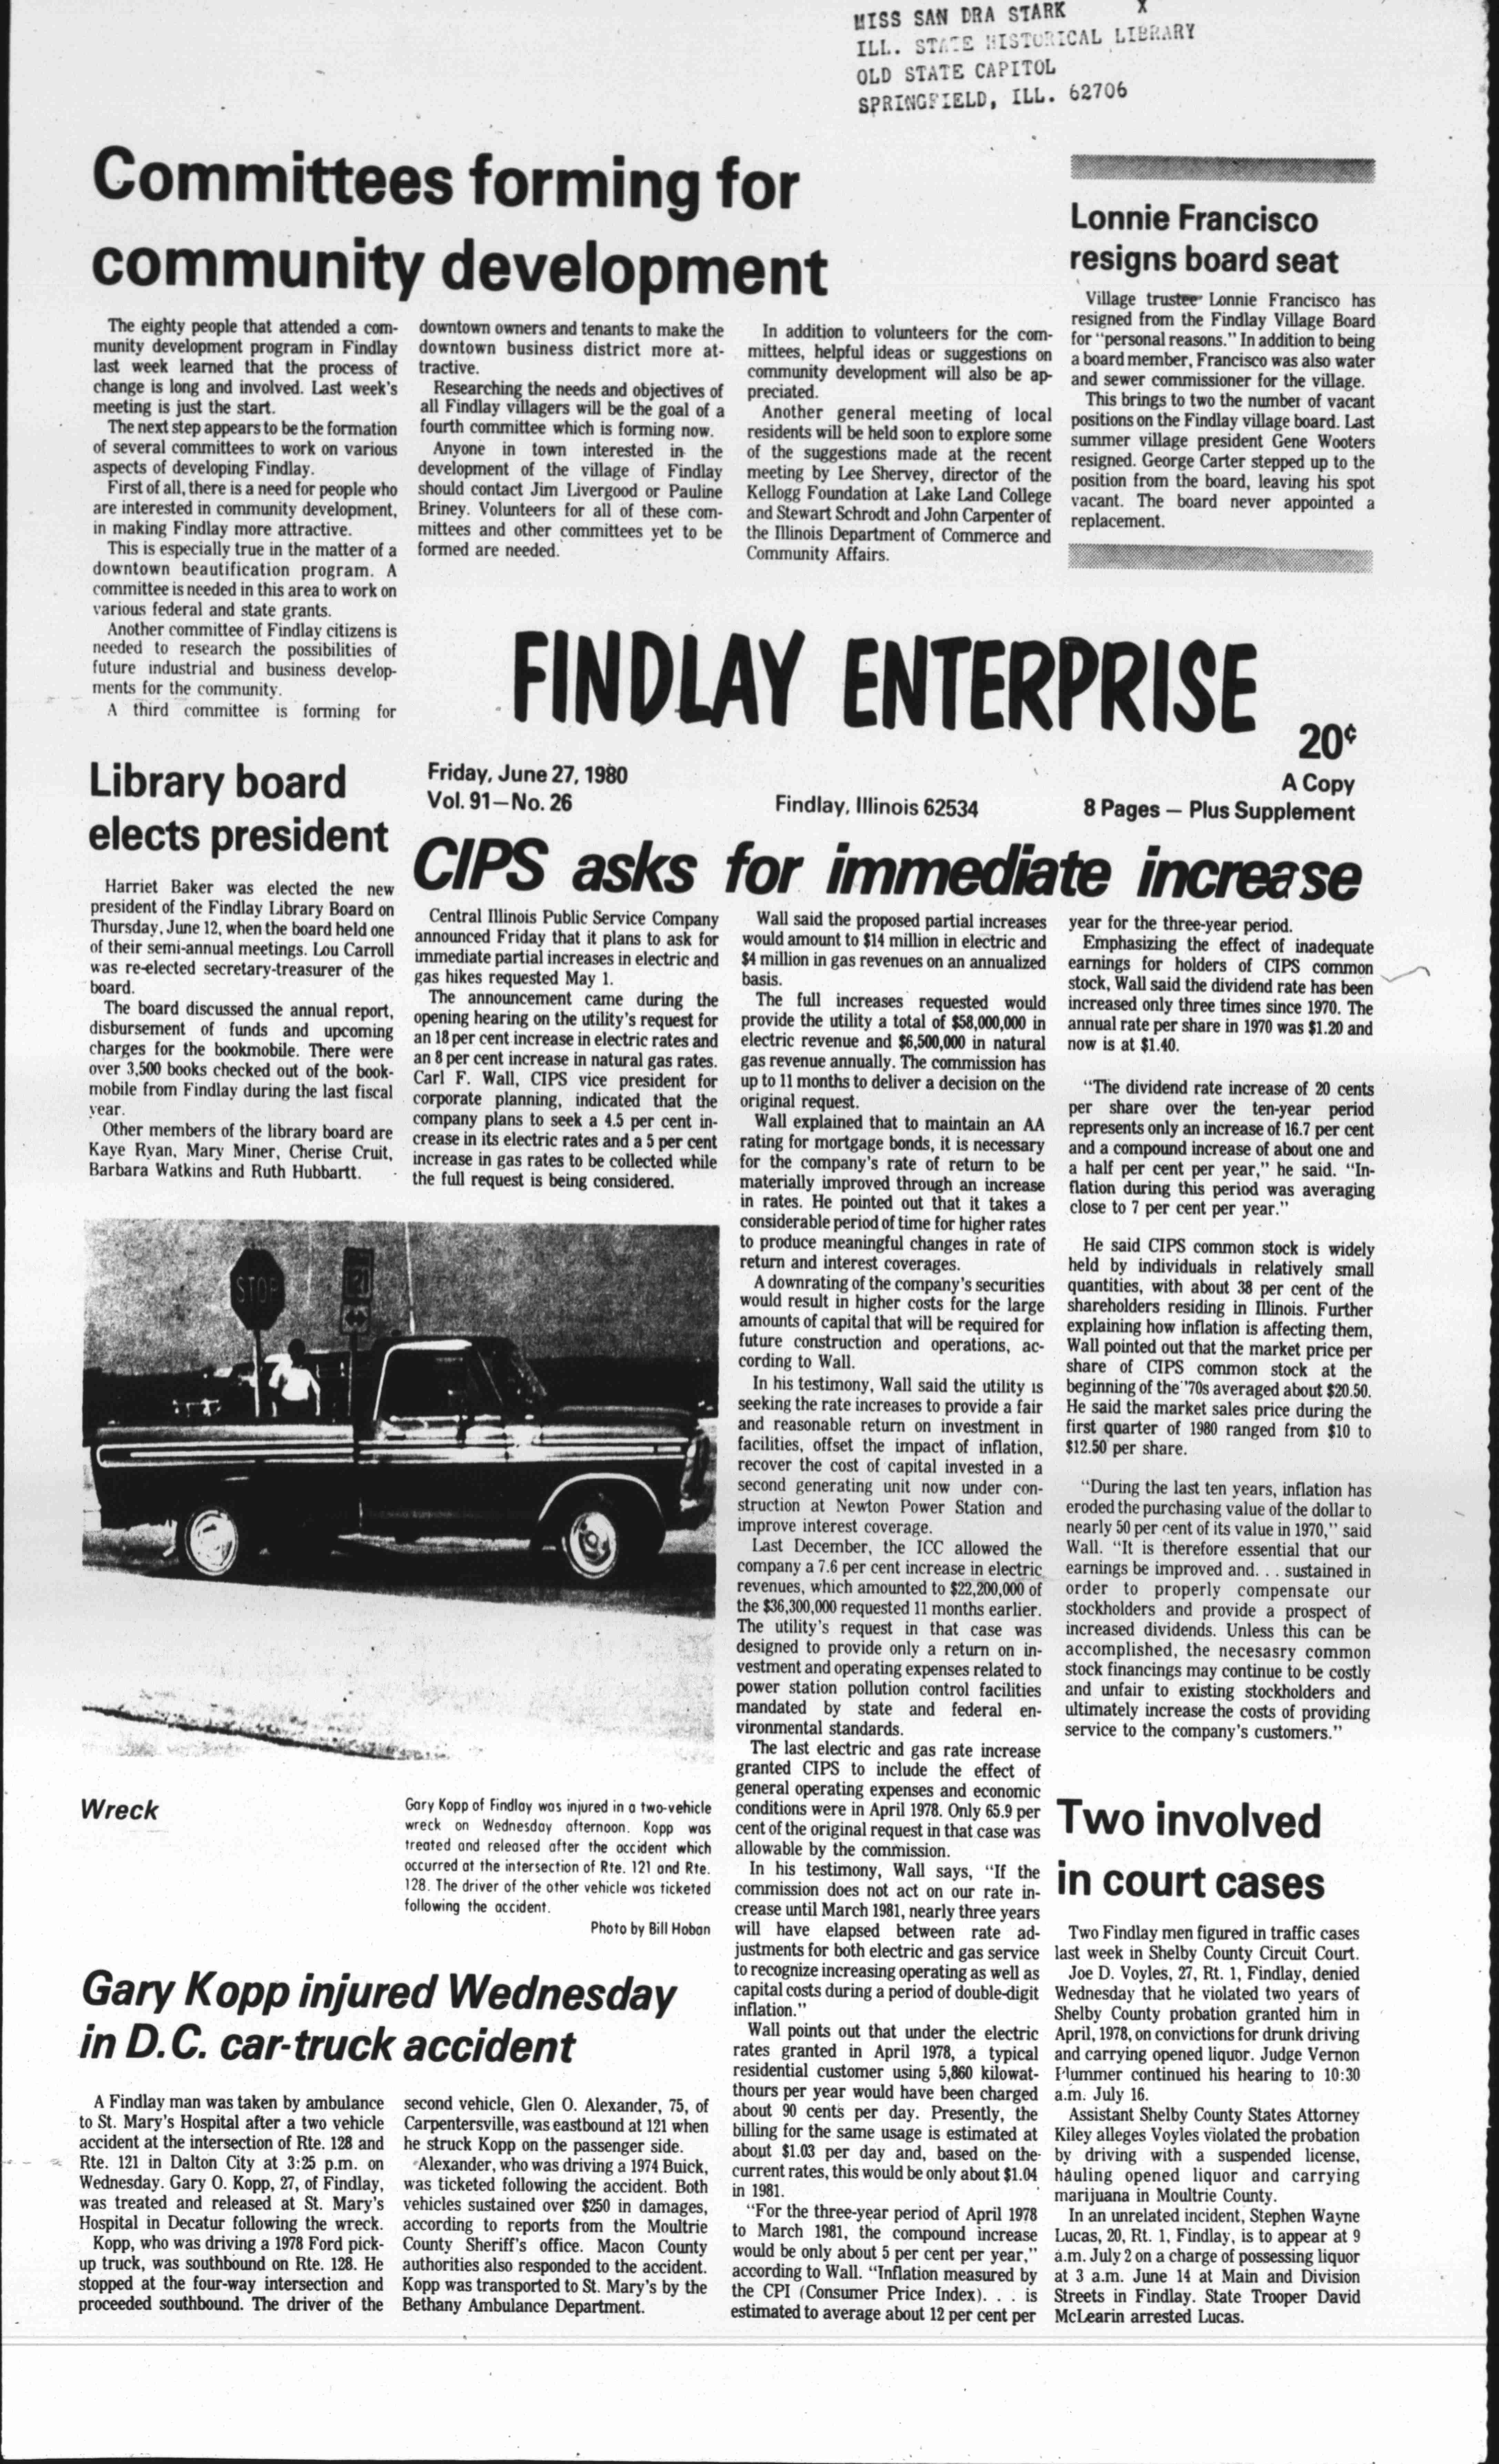 MISS SAN DRA STARK X
ILL. STATE HISTORICAL LIBRARY
OLD STATE CAPITOL
SPRINGFIELD, ILL. 62706
Committees forming for
community development
The eighty people that attended a com-
munity development program in Findlay
last week learned that the process of
change is long and involved. Last week's
meeting is just the start.
The next step appears to be the formation
of several committees to work on various
aspects of developing Findlay.
First of all, there is a need for people who
are interested in community development,
in making Findlay more attractive.
This is especially true in the matter of a
downtown beautification program. A
committee is needed in this area to work on
various federal and state grants.
Another committee of Findlay citizens is
needed to research the possibilities of
future industrial and business develop-
ments for the community.
A third committee is forming for
downtown owners and tenants to make the
downtown business district more at-
tractive.
Researching the needs and objectives of
all Findlay villagers will be the goal of a
fourth committee which is forming now.
Anyone in town interested in the
development of the village of Findlay
should contact Jim Livergood or Pauline
Briney. Volunteers for all of these com-
mittees and other committees yet to be
formed are needed.
In addition to volunteers for the com-
mittees, helpful ideas or suggestions on
community development will also be ap-
preciated.
Another general meeting of local
residents will be held soon to explore some
of the suggestions made at the recent
meeting by Lee Shervey, director of the
Kellogg Foundation at Lake Land College
and Stewart Schrodt and John Carpenter of
the Illinois Department of Commerce and
Community Affairs.
Lonnie Francisco
resigns board seat
Village trustee Lonnie Francisco has
resigned from the Findlay Village Board
for "personal reasons." In addition to being
a board member, Francisco was also water
and sewer commissioner for the village.
This brings to two the number of vacant
positions on the Findlay village board. Last
summer village president Gene Wooters
resigned. George Carter stepped up to the
position from the board, leaving his spot
vacant. The board never appointed a
replacement.
FINDLAY ENTERPRISE
20¢
A Copy
Friday, June 27, 1980
Vol. 91—No. 26
Findlay, Illinois 62534
8 Pages — Plus Supplement
Library board
elects president
Harriet Baker was elected the new
president of the Findlay Library Board on
Thursday, June 12, when the board held one
of their semi-annual meetings. Lou Carroll
was re-elected secretary-treasurer of the
board.
The board discussed the annual report,
disbursement of funds and upcoming
charges for the bookmobile. There were
over 3,500 books checked out of the book-
mobile from Findlay during the last fiscal
year.
Other members of the library board are
Kaye Ryan, Mary Miner, Cherise Cruit,
Barbara Watkins and Ruth Hubbartt.
CIPS asks for immediate increase
Central Illinois Public Service Company
announced Friday that it plans to ask for
immediate partial increases in electric and
gas hikes requested May 1.
The announcement came during the
opening hearing on the utility's request for
an 18 per cent increase in electric rates and
an 8 per cent increase in natural gas rates.
Carl F. Wall, CIPS vice president for
corporate planning, indicated that the
company plans to seek a 4.5 per cent in-
crease in its electric rates and a 5 per cent
increase in gas rates to be collected while
the full request is being considered.
Wall said the proposed partial increases
would amount to $14 million in electric and
$4 million in gas revenues on an annualized
basis.
The full increases requested would
provide the utility a total of $58,000,000 in
electric revenue and $6,500,000 in natural
gas revenue annually. The commission has
up to 11 months to deliver a decision on the
original request.
Wall explained that to maintain an AA
rating for mortgage bonds, it is necessary
for the company's rate of return to be
materially improved through an increase
in rates. He pointed out that it takes a
considerable period of time for higher rates
to produce meaningful changes in rate of
return and interest coverages.
A downrating of the company's securities
would result in higher costs for the large
amounts of capital that will be required for
future construction and operations, ac-
cording to Wall.
In his testimony, Wall said the utility is
seeking the rate increases to provide a fair
and reasonable return on investment in
facilities, offset the impact of inflation,
recover the cost of capital invested in a
second generating unit now under con-
struction at Newton Power Station and
improve interest coverage.
Last December, the ICC allowed the
company a 7.6 per cent increase in electric
revenues, which amounted to $22,200,000 of
the $36,300,000 requested 11 months earlier.
The utility's request in that case was
designed to provide only a return on in-
vestment and operating expenses related to
power station pollution control facilities
mandated by state and federal en-
vironmental standards.
The last electric and gas rate increase
granted CIPS to include the effect of
general operating expenses and economic
conditions were in April 1978. Only 65.9 per
cent of the original request in that case was
allowable by the commission.
In his testimony, Wall says, "If the
commission does not act on our rate in-
crease until March 1981, nearly three years
will have elapsed between rate ad-
justments for both electric and gas service
to recognize increasing operating as well as
capital costs during a period of double-digit
inflation."
Wall points out that under the electric
rates granted in April 1978, a typical
residential customer using 5,860 kilowat-
thours per year would have been charged
about 90 cents per day. Presently, the
billing for the same usage is estimated at
about $1.03 per day and, based on the
current rates, this would be only about $1.04
in 1981.
"For the three-year period of April 1978
to March 1981, the compound increase
would be only about 5 per cent per year,"
according to Wall. "Inflation measured by
the CPI (Consumer Price Index). . . is
estimated to average about 12 per cent per
year for the three-year period.
Emphasizing the effect of inadequate
earnings for holders of CIPS common
stock, Wall said the dividend rate has been
increased only three times since 1970. The
annual rate per share in 1970 was $1.20 and
now is at $1.40.
"The dividend rate increase of 20 cents
per share over the ten-year period
represents only an increase of 16.7 per cent
and a compound increase of about one and
a half per cent per year," he said. "In-
flation during this period was averaging
close to 7 per cent per year."
He said CIPS common stock is widely
held by individuals in relatively small
quantities, with about 38 per cent of the
shareholders residing in Illinois. Further
explaining how inflation is affecting them,
Wall pointed out that the market price per
share of CIPS common stock at the
beginning of the '70s averaged about $20.50.
He said the market sales price during the
first quarter of 1980 ranged from $10 to
$12.50 per share.
"During the last ten years, inflation has
eroded the purchasing value of the dollar to
nearly 50 per cent of its value in 1970," said
Wall. "It is therefore essential that our
earnings be improved and. . . sustained in
order to properly compensate our
stockholders and provide a prospect of
increased dividends. Unless this can be
accomplished, the necesasry common
stock financings may continue to be costly
and unfair to existing stockholders and
ultimately increase the costs of providing
service to the company's customers."
STOP
121
Wreck
Gary Kopp of Findlay was injured in a two-vehicle
wreck on Wednesday afternoon. Kopp was
treated and released after the accident which
occurred at the intersection of Rte. 121 and Rte.
128. The driver of the other vehicle was ticketed
following the accident.
Photo by Bill Hoban
Gary Kopp injured Wednesday
in D.C. car-truck accident
A Findlay man was taken by ambulance
to St. Mary's Hospital after a two vehicle
accident at the intersection of Rte. 128 and
Rte. 121 in Dalton City at 3:25 p.m. on
Wednesday. Gary O. Kopp, 27, of Findlay,
was treated and released at St. Mary's
Hospital in Decatur following the wreck.
Kopp, who was driving a 1978 Ford pick-
up truck, was southbound on Rte. 128. He
stopped at the four-way intersection and
proceeded southbound. The driver of the
second vehicle, Glen O. Alexander, 75, of
Carpentersville, was eastbound at 121 when
he struck Kopp on the passenger side.
Alexander, who was driving a 1974 Buick,
was ticketed following the accident. Both
vehicles sustained over $250 in damages,
according to reports from the Moultrie
County Sheriff's office. Macon County
authorities also responded to the accident.
Kopp was transported to St. Mary's by the
Bethany Ambulance Department.
Two involved
in court cases
Two Findlay men figured in traffic cases
last week in Shelby County Circuit Court.
Joe D. Voyles, 27, Rt. 1, Findlay, denied
Wednesday that he violated two years of
Shelby County probation granted him in
April, 1978, on convictions for drunk driving
and carrying opened liquor. Judge Vernon
Plummer continued his hearing to 10:30
a.m. July 16.
Assistant Shelby County States Attorney
Kiley alleges Voyles violated the probation
by driving with a suspended license,
hauling opened liquor and carrying
marijuana in Moultrie County.
In an unrelated incident, Stephen Wayne
Lucas, 20, Rt. 1, Findlay, is to appear at 9
a.m. July 2 on a charge of possessing liquor
at 3 a.m. June 14 at Main and Division
Streets in Findlay. State Trooper David
McLearin arrested Lucas.